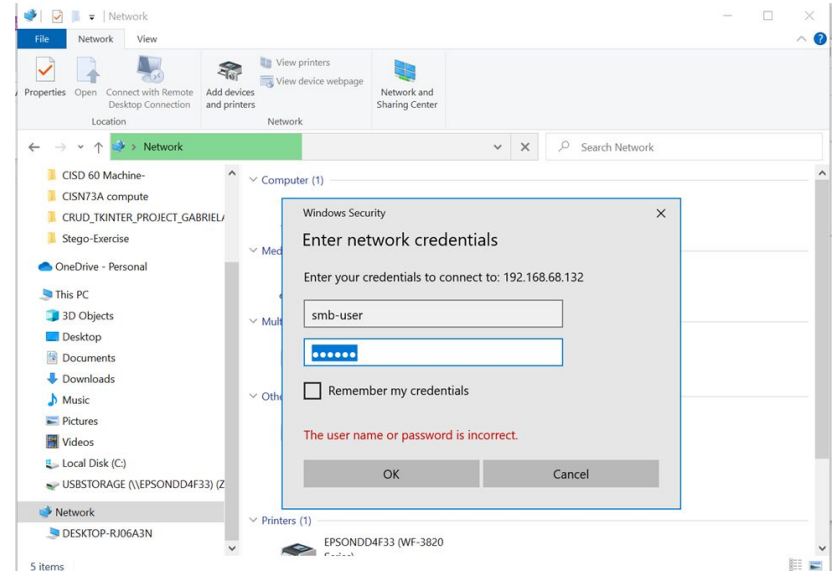 Network
File Network View
Properties Open Connect with Remote Desktop Connection
Location
Add devices and printers
View printers
View device webpage
Network and Sharing Center
Network
Network
Search Network
CISD 60 Machine-
CISN73A compute
CRUD_TKINTER_PROJECT_GABRIEL
Stego-Exercise
OneDrive - Personal
This PC
3D Objects
Desktop
Documents
Downloads
Music
Pictures
Videos
Local Disk (C:)
USBSTORAGE (\\EPSONDD4F33) (Z
Network
DESKTOP-RJ06A3N
5 items
Computer (1)
Med
Mult
Othe
Printers (1)
EPSONDD4F33 (WF-3820
Windows Security
Enter network credentials
Enter your credentials to connect to: 192.168.68.132
smb-user
Remember my credentials
The user name or password is incorrect.
OK Cancel